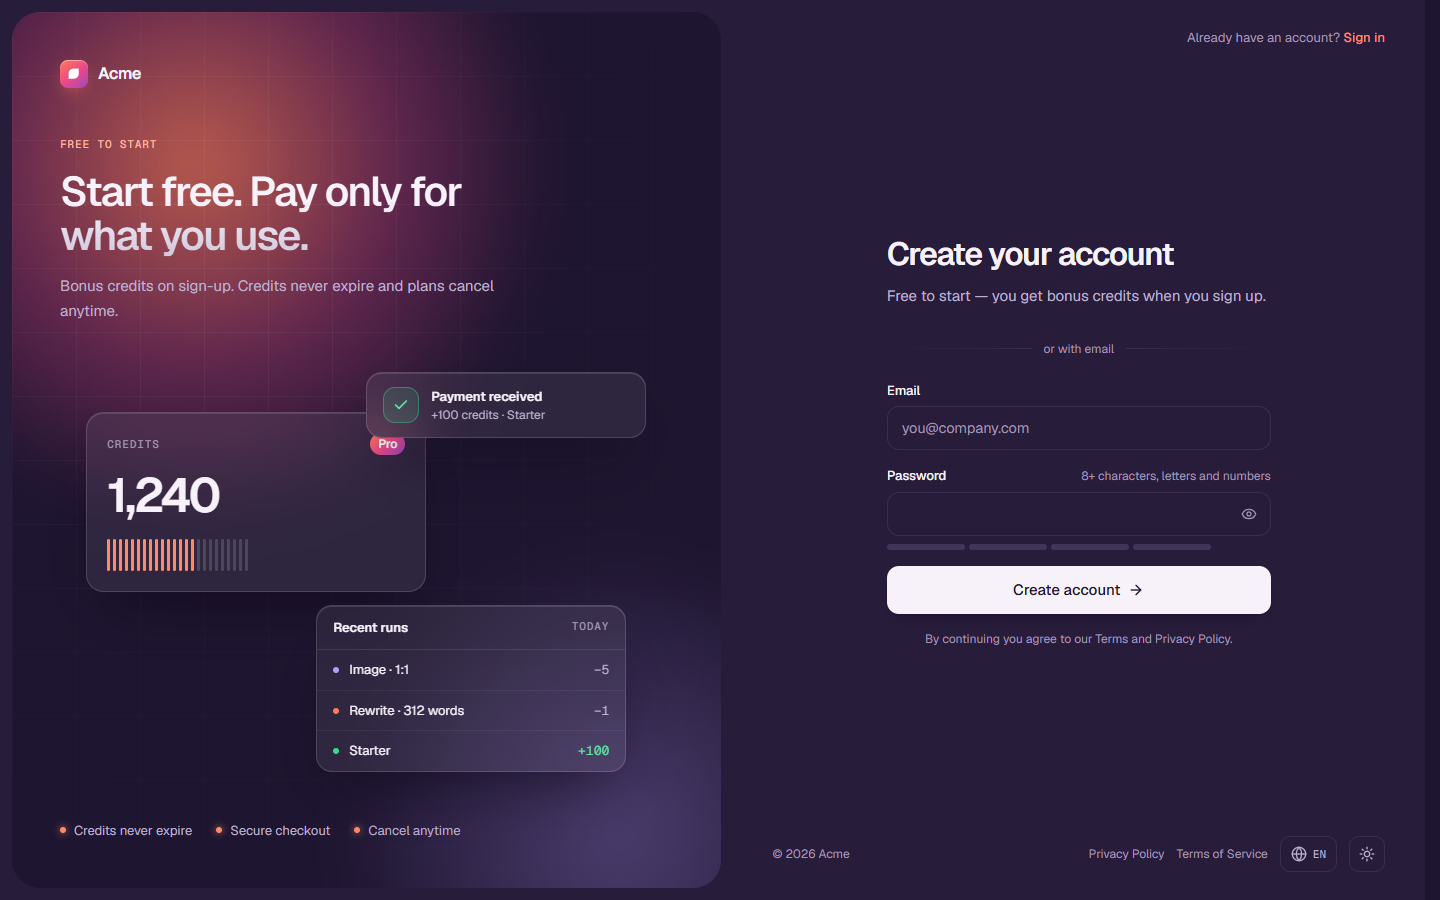 Acme
FREE TO START
Start free. Pay only for
what you use.
Bonus credits on sign-up. Credits never expire and plans cancel
anytime.
Payment received
+100 credits · Starter
CREDITS
Pro
1,240
Recent runs
TODAY
Image · 1:1
−5
Rewrite · 312 words
−1
Starter
+100
Credits never expire
Secure checkout
Cancel anytime
Already have an account? Sign in
Create your account
Free to start — you get bonus credits when you sign up.
or with email
Email
you@company.com
Password
8+ characters, letters and numbers
Create account
By continuing you agree to our Terms and Privacy Policy.
© 2026 Acme
Privacy Policy
Terms of Service
EN